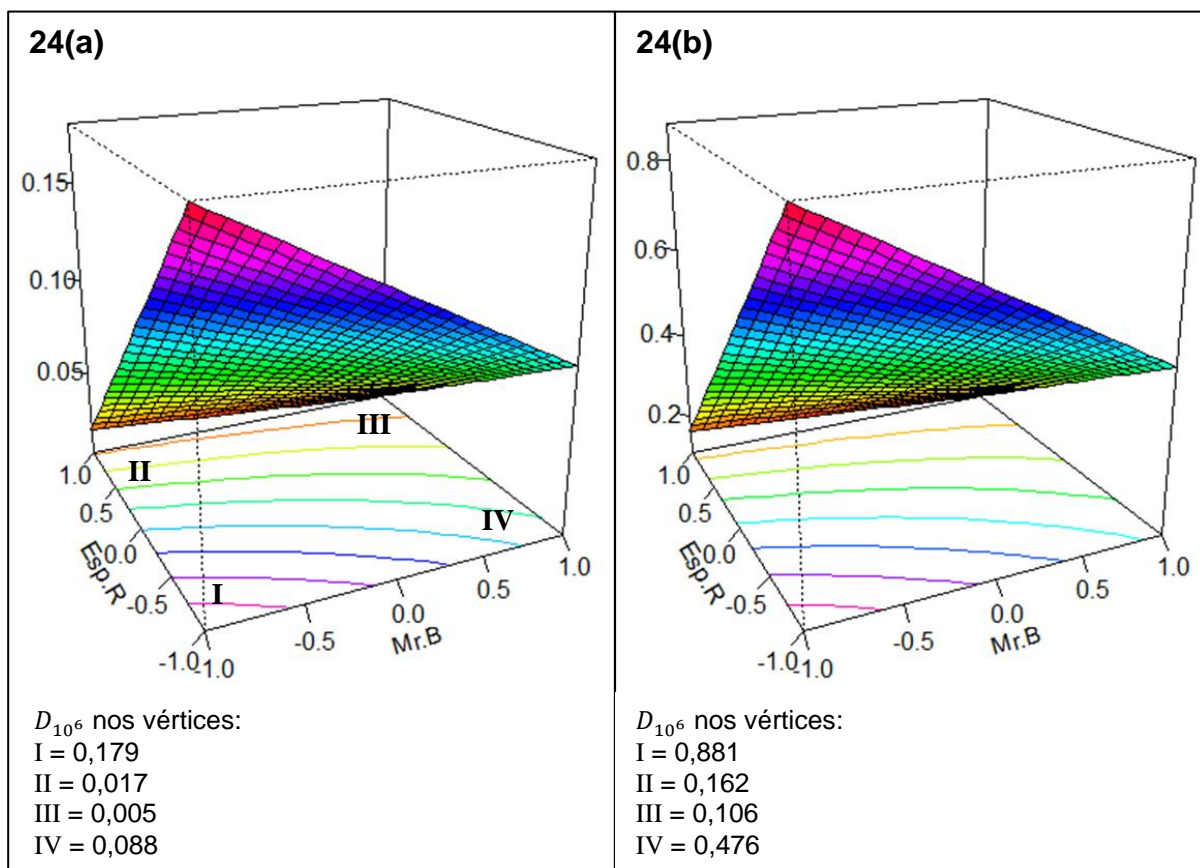 24(a)
0.15
0.10
0.05
1.0
0.5
0.0
-0.5
-1.0
Esp.R
-1.0
-0.5
0.0
0.5
1.0
Mr.B
I
II
III
IV
𝐷₁₀⁶ nos vértices:
I = 0,179
II = 0,017
III = 0,005
IV = 0,088
24(b)
0.8
0.6
0.4
0.2
1.0
0.5
0.0
-0.5
-1.0
Esp.R
-1.0
-0.5
0.0
0.5
1.0
Mr.B
𝐷₁₀⁶ nos vértices:
I = 0,881
II = 0,162
III = 0,106
IV = 0,476